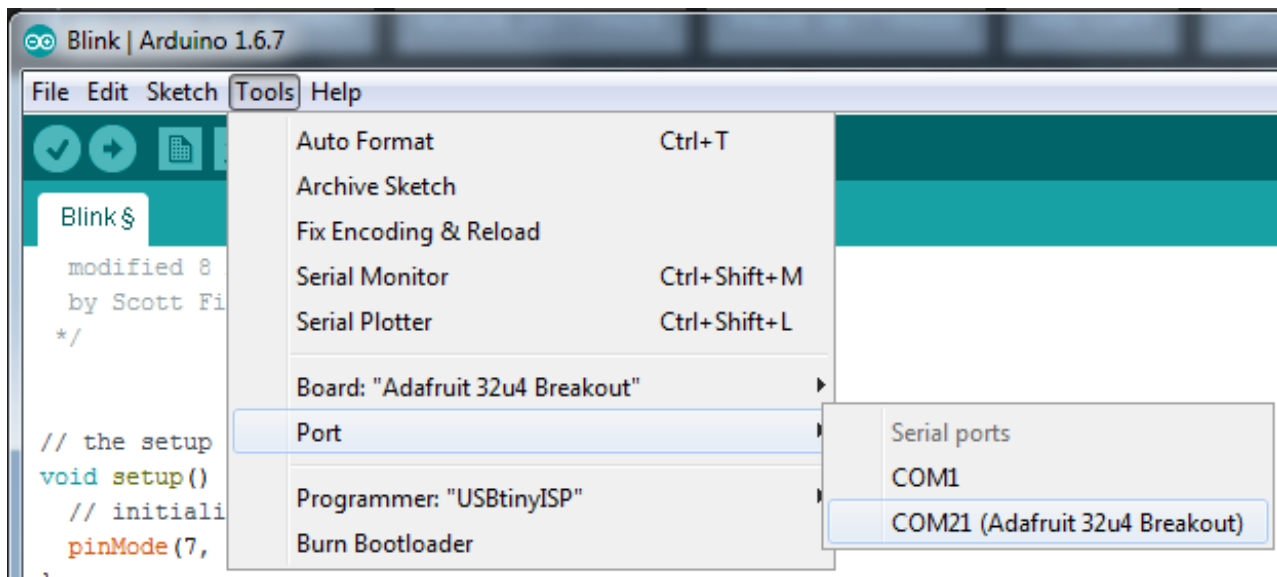 Blink | Arduino 1.6.7
File Edit Sketch Tools Help
Auto Format Ctrl+T
Archive Sketch
Fix Encoding & Reload
Serial Monitor Ctrl+Shift+M
Serial Plotter Ctrl+Shift+L
Board: "Adafruit 32u4 Breakout"
Port
Programmer: "USBtinyISP"
Burn Bootloader
Serial ports
COM1
COM21 (Adafruit 32u4 Breakout)
Blink §
modified 8
by Scott Fi
*/
// the setup
void setup()
// initiali
pinMode(7,